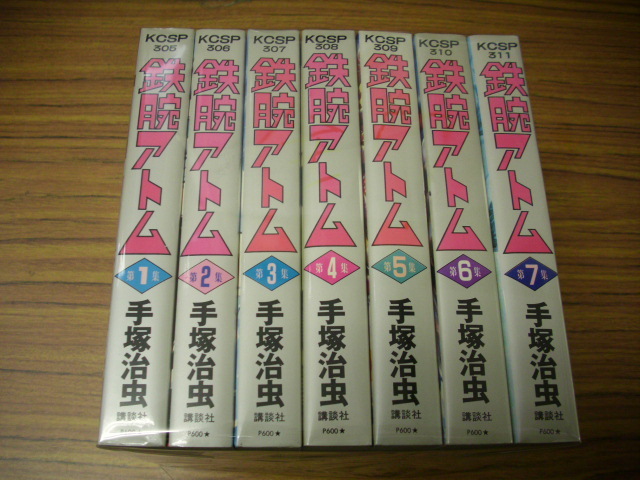 KCSP
305
鉄腕アトム
第1集
手塚治虫
講談社
KCSP
306
鉄腕アトム
第2集
手塚治虫
講談社
P600★
KCSP
307
鉄腕アトム
第3集
手塚治虫
講談社
P600★
KCSP
308
鉄腕アトム
第4集
手塚治虫
講談社
P600★
KCSP
309
鉄腕アトム
第5集
手塚治虫
講談社
P600★
KCSP
310
鉄腕アトム
第6集
手塚治虫
講談社
P600★
KCSP
311
鉄腕アトム
第7集
手塚治虫
講談社
P600★